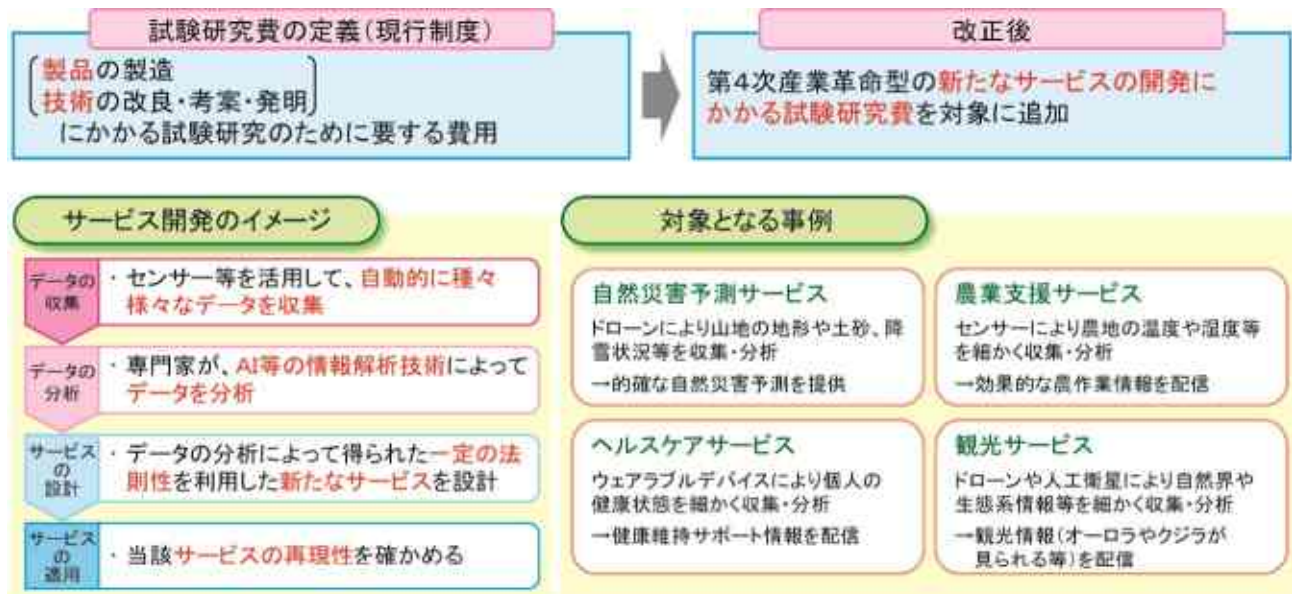 試験研究費の定義(現行制度)
製品の製造
技術の改良・考案・発明
にかかる試験研究のために要する費用
改正後
第4次産業革命型の新たなサービスの開発に
かかる試験研究費を対象に追加
サービス開発のイメージ
データの
収集
・センサー等を活用して、自動的に種々
様々なデータを収集
データの
分析
・専門家が、AI等の情報解析技術によって
データを分析
サービス
の
設計
・データの分析によって得られた一定の法
則性を利用した新たなサービスを設計
サービス
の
適用
・当該サービスの再現性を確かめる
対象となる事例
自然災害予測サービス
ドローンにより山地の地形や土砂、降
雪状況等を収集・分析
→的確な自然災害予測を提供
農業支援サービス
センサーにより農地の温度や湿度等
を細かく収集・分析
→効果的な農作業情報を配信
ヘルスケアサービス
ウェアラブルデバイスにより個人の
健康状態を細かく収集・分析
→健康維持サポート情報を配信
観光サービス
ドローンや人工衛星により自然界や
生態系情報等を細かく収集・分析
→観光情報(オーロラやクジラが
見られる等)を配信